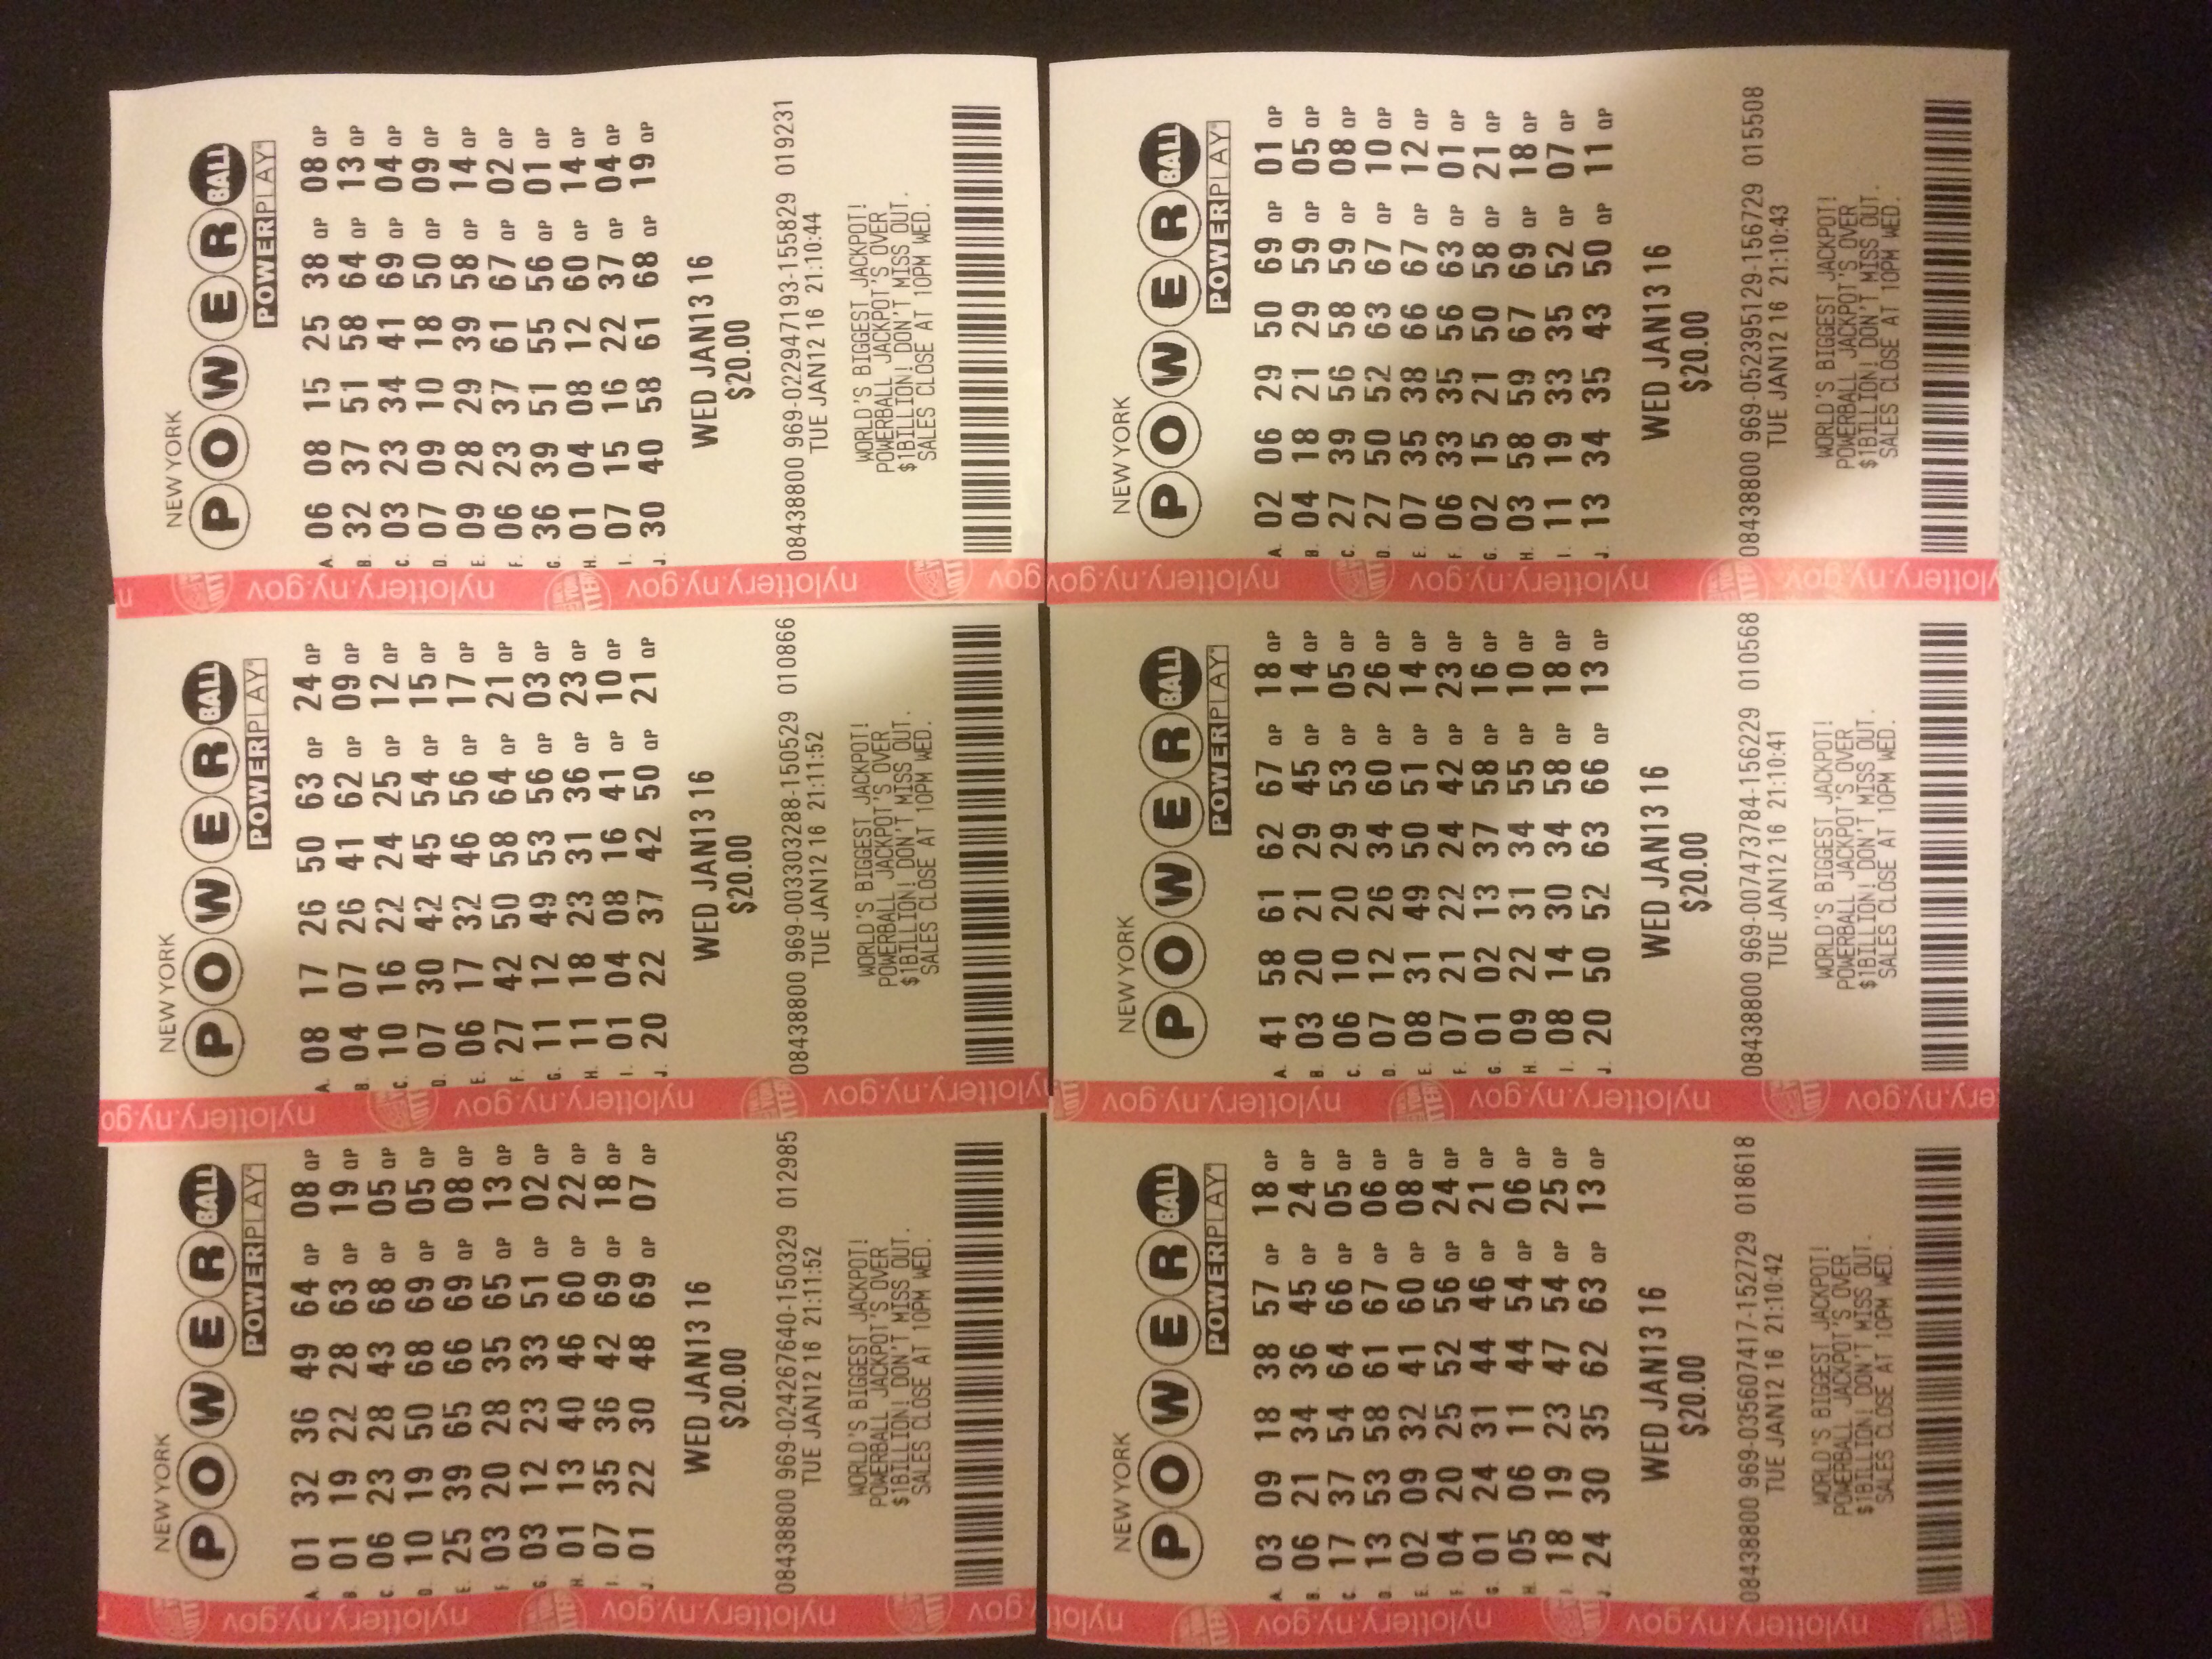 NEW YORK
POWERBALL
POWERPLAY
A. 01 32 36 49 64 QP 08 QP
B. 01 19 22 28 63 QP 19 QP
C. 06 23 28 43 68 QP 05 QP
D. 10 19 50 68 69 QP 05 QP
E. 25 39 65 66 69 QP 08 QP
F. 03 20 28 35 65 QP 13 QP
G. 03 12 23 33 51 QP 02 QP
H. 01 13 40 46 60 QP 22 QP
I. 07 35 36 42 69 QP 18 QP
J. 01 22 30 48 69 QP 07 QP
WED JAN13 16
$20.00
08438800 969-024267640-150329 012985
TUE JAN12 16 21:11:52
WORLD'S BIGGEST JACKPOT!
POWERBALL JACKPOT'S OVER
$1BILLION! DON'T MISS OUT.
SALES CLOSE AT 10PM WED.
nylottery.ny.gov
NEW YORK
POWERBALL
POWERPLAY
A. 08 17 26 50 63 QP 24 QP
B. 04 07 26 41 62 QP 09 QP
C. 10 16 22 24 25 QP 12 QP
D. 07 30 42 45 54 QP 15 QP
E. 06 17 32 46 56 QP 17 QP
F. 27 42 50 58 64 QP 21 QP
G. 11 12 49 53 56 QP 03 QP
H. 11 18 23 31 36 QP 23 QP
I. 01 04 08 16 41 QP 10 QP
J. 20 22 37 42 50 QP 21 QP
WED JAN13 16
$20.00
08438800 969-003303288-150529 010866
TUE JAN12 16 21:11:52
WORLD'S BIGGEST JACKPOT!
POWERBALL JACKPOT'S OVER
$1BILLION! DON'T MISS OUT.
SALES CLOSE AT 10PM WED.
nylottery.ny.gov
NEW YORK
POWERBALL
POWERPLAY
A. 06 08 15 25 38 QP 08 QP
B. 32 37 51 58 64 QP 13 QP
C. 03 23 34 41 69 QP 04 QP
D. 07 09 10 18 50 QP 09 QP
E. 09 28 29 39 58 QP 14 QP
F. 06 23 37 61 67 QP 02 QP
G. 36 39 51 55 56 QP 01 QP
H. 01 04 08 12 60 QP 14 QP
I. 07 15 16 22 37 QP 04 QP
J. 30 40 58 61 68 QP 19 QP
WED JAN13 16
$20.00
08438800 969-022947193-155829 019231
TUE JAN12 16 21:10:44
WORLD'S BIGGEST JACKPOT!
POWERBALL JACKPOT'S OVER
$1BILLION! DON'T MISS OUT.
SALES CLOSE AT 10PM WED.
nylottery.ny.gov
NEW YORK
POWERBALL
POWERPLAY
A. 03 09 18 38 57 QP 18 QP
B. 06 21 34 36 45 QP 24 QP
C. 17 37 54 64 66 QP 05 QP
D. 13 53 58 61 67 QP 06 QP
E. 02 09 32 41 60 QP 08 QP
F. 04 20 25 52 56 QP 24 QP
G. 01 24 31 44 46 QP 21 QP
H. 05 06 11 44 54 QP 06 QP
I. 18 19 23 47 54 QP 25 QP
J. 24 30 35 62 63 QP 13 QP
WED JAN13 16
$20.00
08438800 969-035607417-152729 018618
TUE JAN12 16 21:10:42
WORLD'S BIGGEST JACKPOT!
POWERBALL JACKPOT'S OVER
$1BILLION! DON'T MISS OUT.
SALES CLOSE AT 10PM WED.
nylottery.ny.gov
NEW YORK
POWERBALL
POWERPLAY
A. 41 58 61 62 67 QP 18 QP
B. 03 20 21 29 45 QP 14 QP
C. 06 10 20 29 53 QP 05 QP
D. 07 12 26 34 60 QP 26 QP
E. 08 31 49 50 51 QP 14 QP
F. 07 21 22 24 42 QP 23 QP
G. 01 02 13 37 58 QP 16 QP
H. 09 22 31 34 55 QP 10 QP
I. 08 14 30 34 58 QP 18 QP
J. 20 50 52 63 66 QP 13 QP
WED JAN13 16
$20.00
08438800 969-007473784-156229 010568
TUE JAN12 16 21:10:41
WORLD'S BIGGEST JACKPOT!
POWERBALL JACKPOT'S OVER
$1BILLION! DON'T MISS OUT.
SALES CLOSE AT 10PM WED.
nylottery.ny.gov
NEW YORK
POWERBALL
POWERPLAY
A. 02 06 29 50 69 QP 01 QP
B. 04 18 21 29 59 QP 05 QP
C. 27 39 56 58 59 QP 08 QP
D. 27 50 52 63 67 QP 10 QP
E. 07 35 38 66 67 QP 12 QP
F. 06 33 35 56 63 QP 01 QP
G. 02 15 21 50 58 QP 21 QP
H. 03 58 59 67 69 QP 18 QP
I. 11 19 33 35 52 QP 07 QP
J. 13 34 35 43 50 QP 11 QP
WED JAN13 16
$20.00
08438800 969-052395129-156729 015508
TUE JAN12 16 21:10:43
WORLD'S BIGGEST JACKPOT!
POWERBALL JACKPOT'S OVER
$1BILLION! DON'T MISS OUT.
SALES CLOSE AT 10PM WED.
nylottery.ny.gov